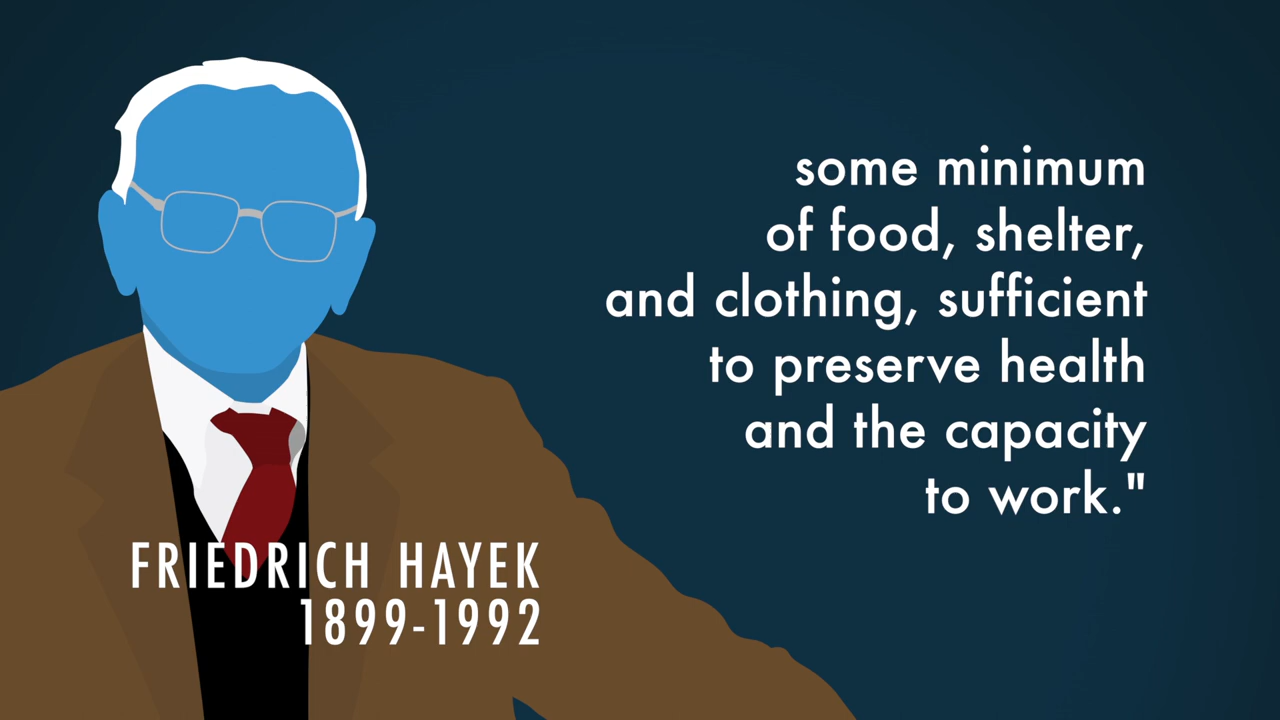 some minimum
of food, shelter,
and clothing, sufficient
to preserve health
and the capacity
to work."
FRIEDRICH HAYEK
1899-1992